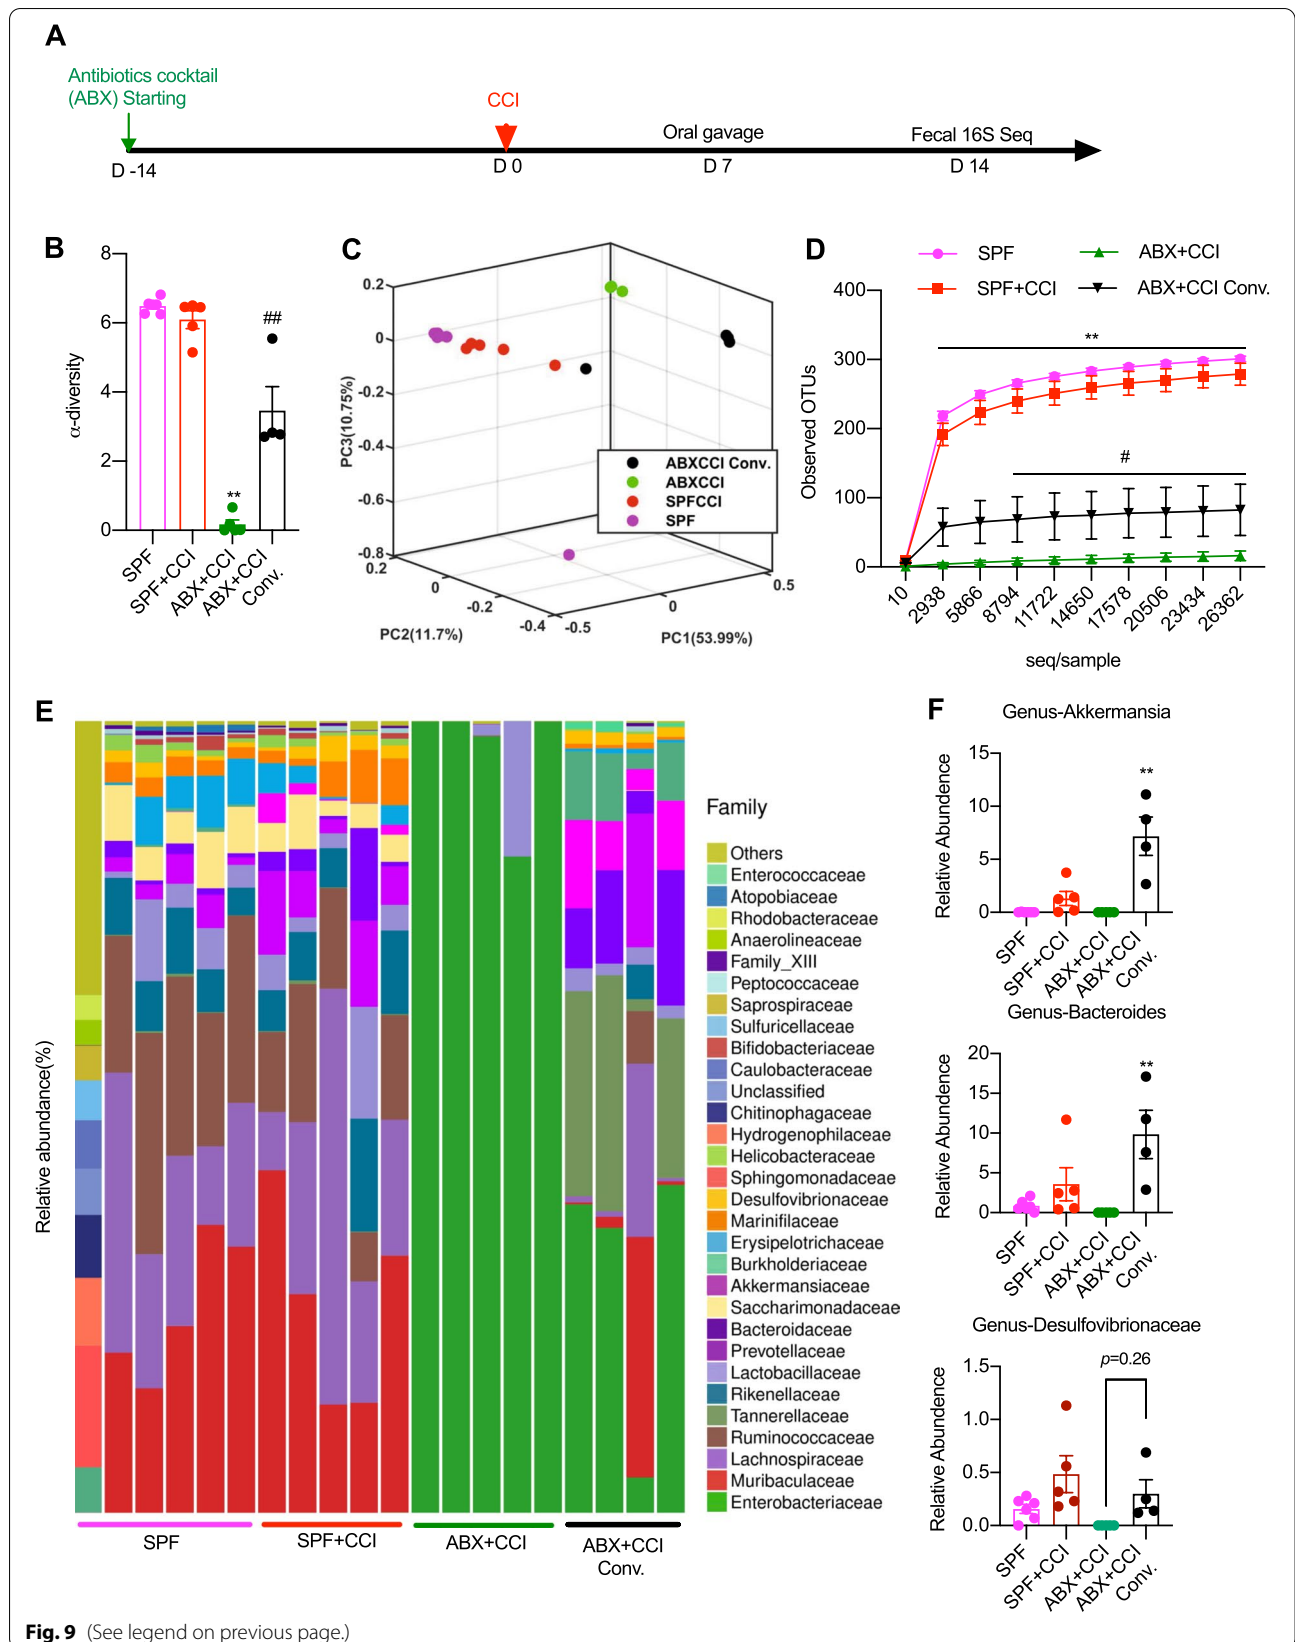 A
Antibiotics cocktail
(ABX) Starting
CCI
Oral gavage
Fecal 16S Seq
D -14
D 0
D 7
D 14
B
8
6
4
2
0
α-diversity
**
##
SPF
SPF+CCI
ABX+CCI
ABX+CCI
Conv.
C
0.2
0
-0.2
-0.4
-0.6
-0.8
PC3(10.75%)
0.2
0
-0.2
-0.4
PC2(11.7%)
-0.5
0
0.5
PC1(53.99%)
ABXCCI Conv.
ABXCCI
SPFCCI
SPF
D
SPF
ABX+CCI
SPF+CCI
ABX+CCI Conv.
400
300
200
100
0
Observed OTUs
**
#
10
2938
5866
8794
11722
14650
17578
20506
23434
26362
seq/sample
E
Relative abundance(%)
SPF
SPF+CCI
ABX+CCI
ABX+CCI
Conv.
Family
Others
Enterococcaceae
Atopobiaceae
Rhodobacteraceae
Anaerolineaceae
Family_XIII
Peptococcaceae
Saprospiraceae
Sulfuricellaceae
Bifidobacteriaceae
Caulobacteraceae
Unclassified
Chitinophagaceae
Hydrogenophilaceae
Helicobacteraceae
Sphingomonadaceae
Desulfovibrionaceae
Marinifilaceae
Erysipelotrichaceae
Burkholderiaceae
Akkermansiaceae
Saccharimonadaceae
Bacteroidaceae
Prevotellaceae
Lactobacillaceae
Rikenellaceae
Tannerellaceae
Ruminococcaceae
Lachnospiraceae
Muribaculaceae
Enterobacteriaceae
F
Genus-Akkermansia
15
10
5
0
Relative Abundance
**
SPF
SPF+CCI
ABX+CCI
ABX+CCI
Conv.
Genus-Bacteroides
20
15
10
5
0
Relative Abundance
**
SPF
SPF+CCI
ABX+CCI
ABX+CCI
Conv.
Genus-Desulfovibrionaceae
1.5
1.0
0.5
0.0
Relative Abundance
p=0.26
SPF
SPF+CCI
ABX+CCI
ABX+CCI
Conv.
Fig. 9 (See legend on previous page.)